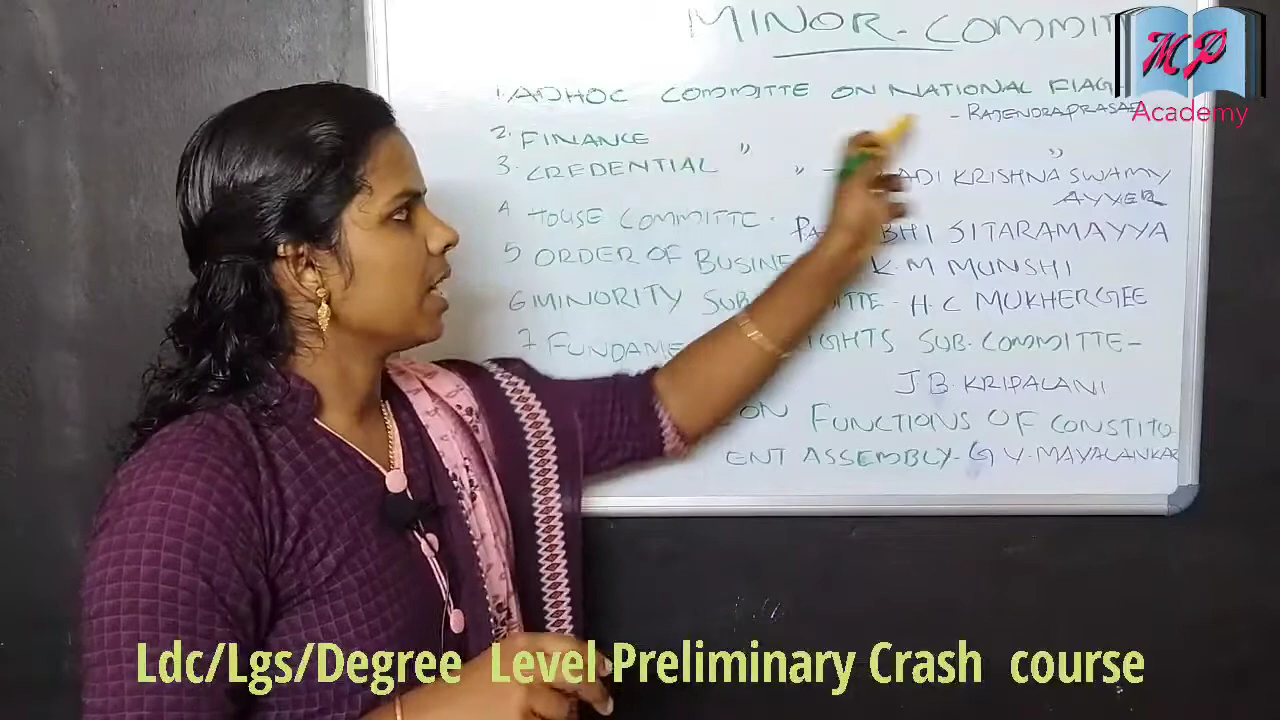 MINOR - COMMIT
MP
Academy
1. ADHOC COMMITTE ON NATIONAL FLAG
- RAJENDRAPRASAD
2. FINANCE " "
3. CREDENTIAL " - ADI KRISHNA SWAMY
AYYER
4 HOUSE COMMITTE - BHI SITARAMAYYA
5 ORDER OF BUSINE K. M MUNSHI
6 MINORITY SUB TTE - H C MUKHERGEE
7 FUNDAME IGHTS SUB-COMMITTE -
J B. KRIPALANI
ON FUNCTIONS OF CONSTITU
ENT ASSEMBLY - G V. MAVALANKAR
Ldc/Lgs/Degree Level Preliminary Crash course